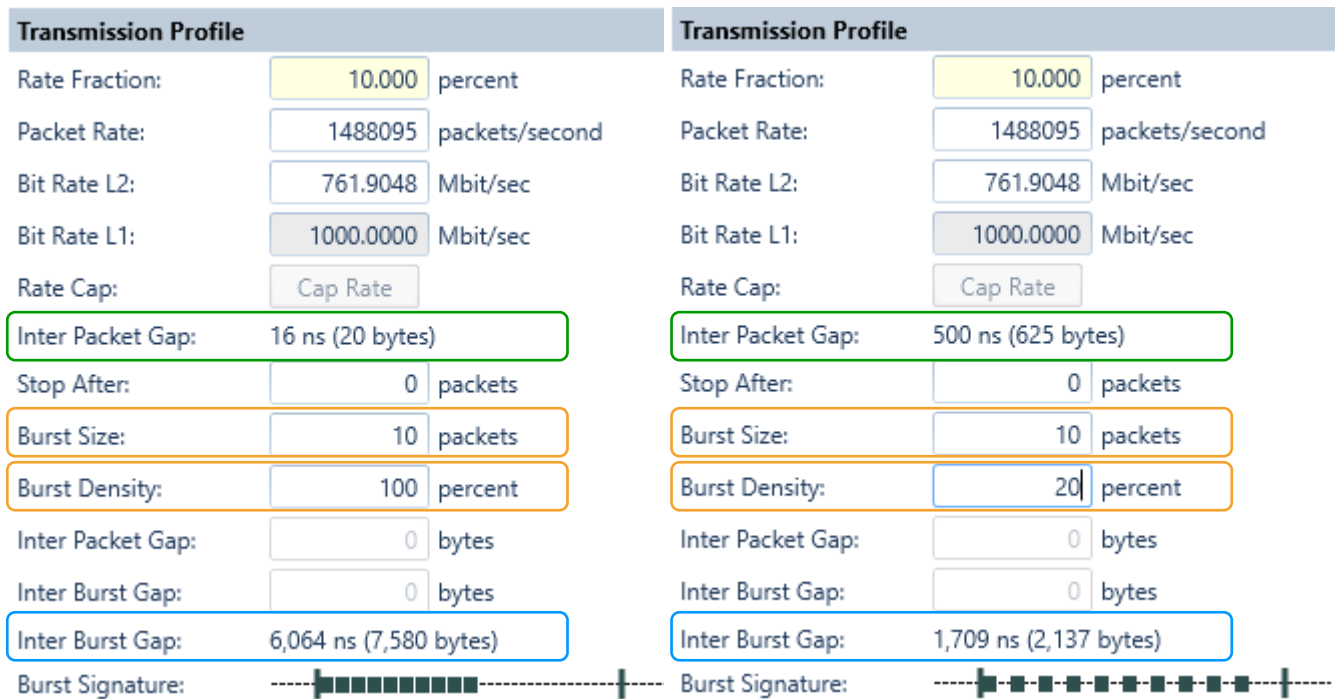 Transmission Profile
Rate Fraction: 10.000 percent
Packet Rate: 1488095 packets/second
Bit Rate L2: 761.9048 Mbit/sec
Bit Rate L1: 1000.0000 Mbit/sec
Rate Cap: Cap Rate
Inter Packet Gap: 16 ns (20 bytes)
Stop After: 0 packets
Burst Size: 10 packets
Burst Density: 100 percent
Inter Packet Gap: 0 bytes
Inter Burst Gap: 0 bytes
Inter Burst Gap: 6,064 ns (7,580 bytes)
Burst Signature:
Transmission Profile
Rate Fraction: 10.000 percent
Packet Rate: 1488095 packets/second
Bit Rate L2: 761.9048 Mbit/sec
Bit Rate L1: 1000.0000 Mbit/sec
Rate Cap: Cap Rate
Inter Packet Gap: 500 ns (625 bytes)
Stop After: 0 packets
Burst Size: 10 packets
Burst Density: 20 percent
Inter Packet Gap: 0 bytes
Inter Burst Gap: 0 bytes
Inter Burst Gap: 1,709 ns (2,137 bytes)
Burst Signature: